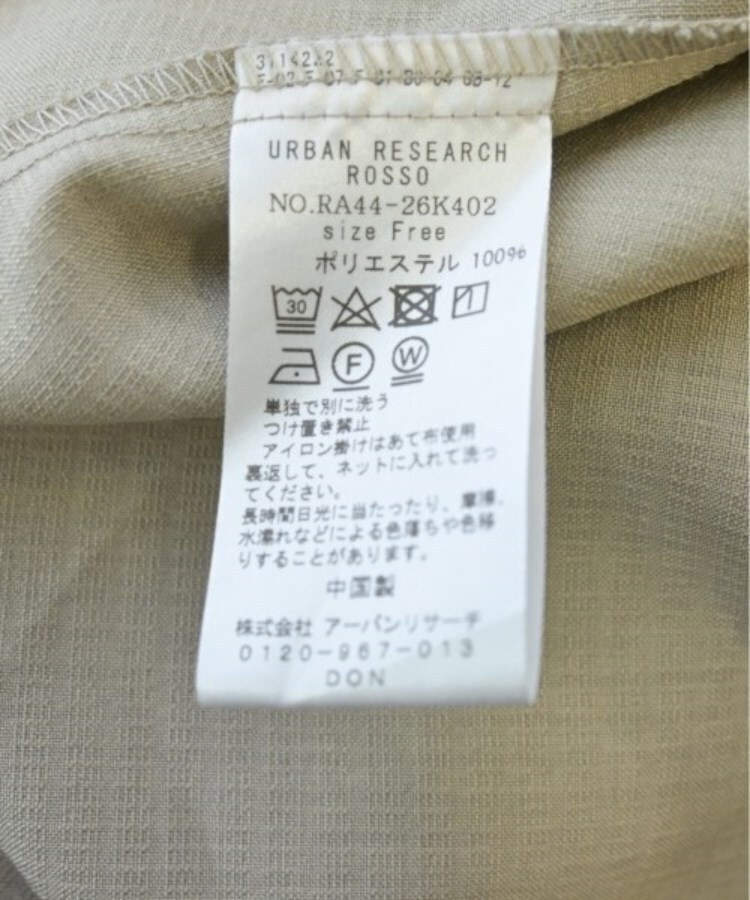 URBAN RESEARCH
ROSSO
NO.RA44-26K402
size Free
ポリエステル 100%
30
F W
単独で別に洗う
つけ置き禁止
アイロン掛けはあて布使用
裏返して、ネットに入れて洗っ
てください。
長時間日光に当たったり、摩擦、
水濡れなどによる色落ちや色移
りすることがあります。
中国製
株式会社 アーバンリサーチ
0120-967-013
DON